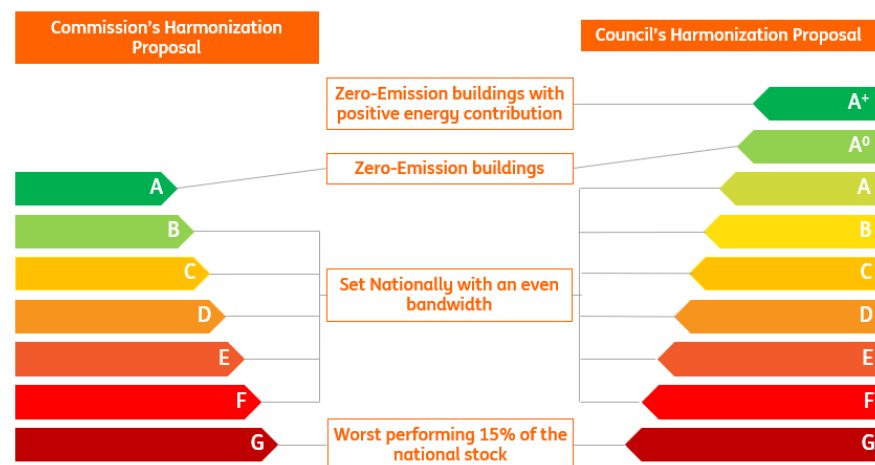 Commission's Harmonization
Proposal
Council's Harmonization Proposal
Zero-Emission buildings with
positive energy contribution
A+
Zero-Emission buildings
A⁰
A
A
B
B
C
C
Set Nationally with an even
bandwidth
D
D
E
E
F
F
G
Worst performing 15% of the
national stock
G